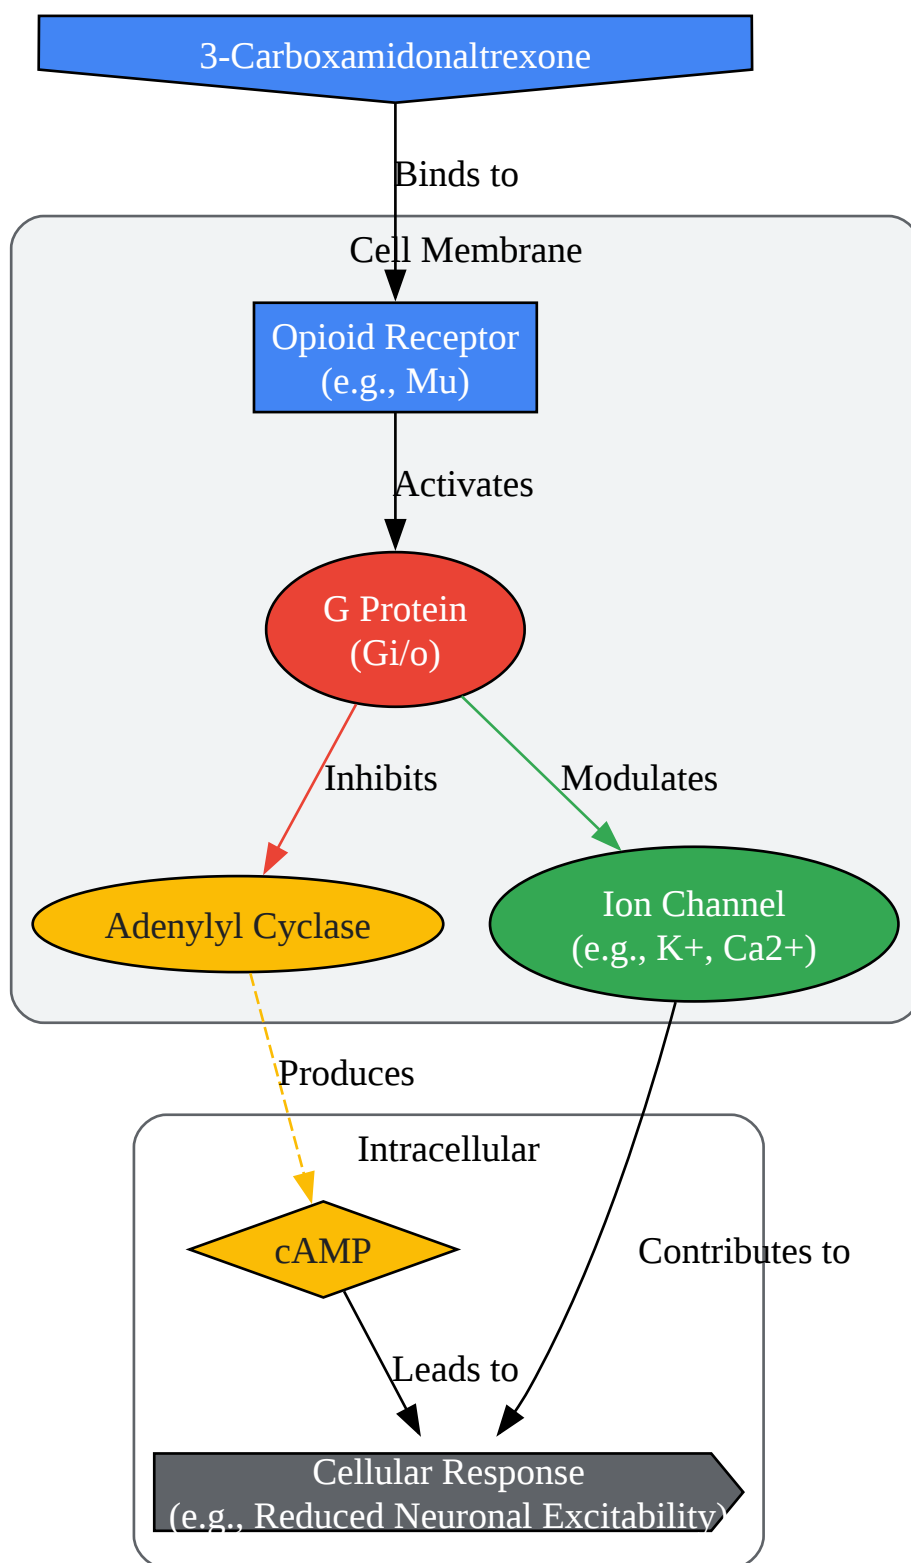 3-Carboxamidonaltrexone
Binds to
Cell Membrane
Opioid Receptor
(e.g., Mu)
Activates
G Protein
(Gi/o)
Inhibits
Modulates
Adenylyl Cyclase
Ion Channel
(e.g., K+, Ca2+)
Produces
Intracellular
cAMP
Contributes to
Leads to
Cellular Response
(e.g., Reduced Neuronal Excitability)